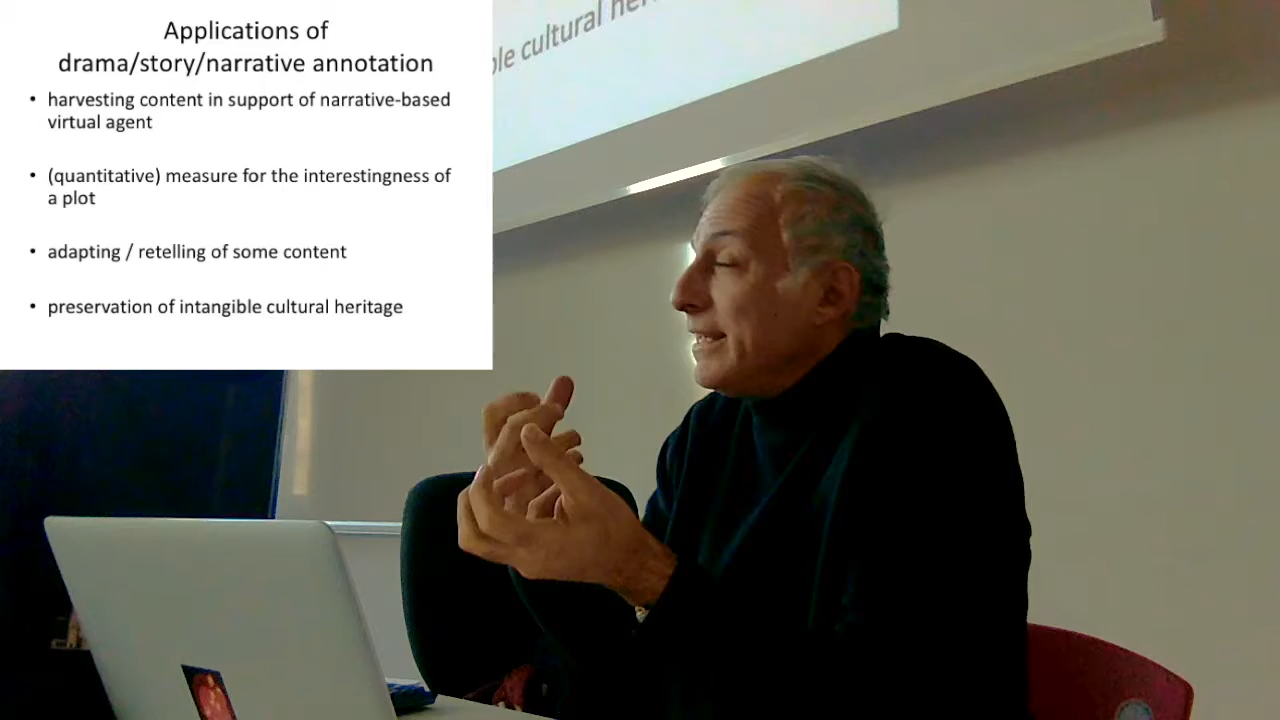 Applications of
drama/story/narrative annotation
• harvesting content in support of narrative-based
virtual agent
• (quantitative) measure for the interestingness of
a plot
• adapting / retelling of some content
• preservation of intangible cultural heritage
cultural